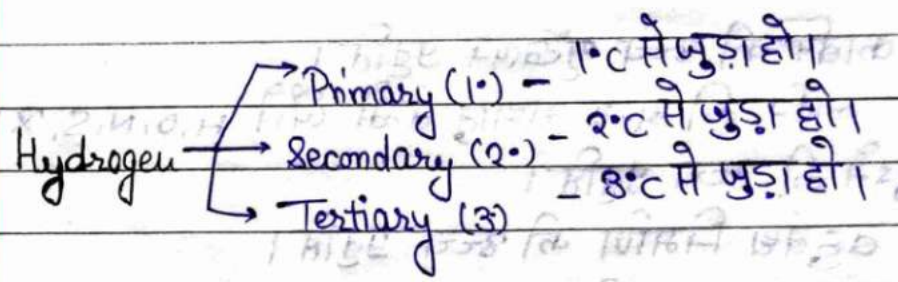 Primary (1°) - 1°C से जुड़ा हो।
Hydrogen Secondary (2°) - 2°C से जुड़ा हो।
Tertiary (3°) - 3°C से जुड़ा हो।